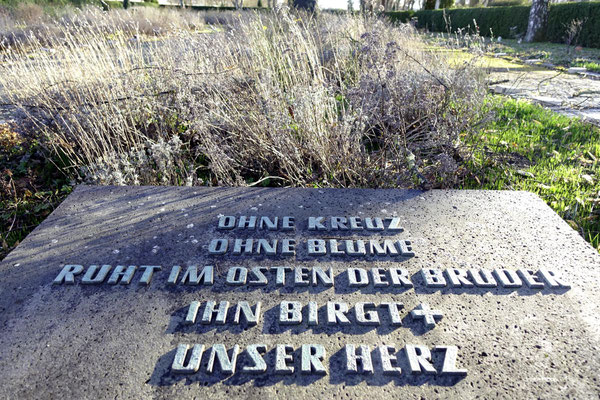 OHNE KREUZ
OHNE BLUME
RUHT IM OSTEN DER BRUDER
IHN BIRGT +
UNSER HERZ